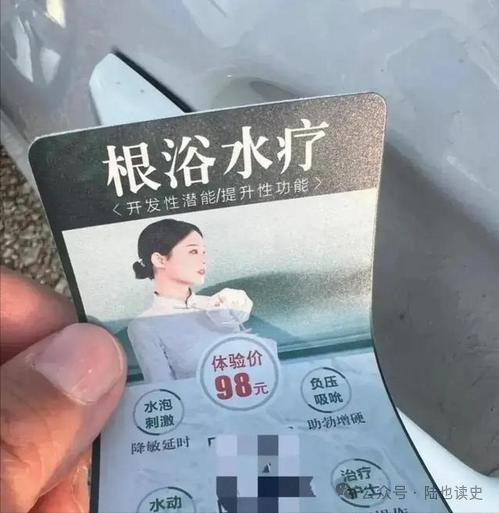 根浴水疗
<开发性潜能/提升性功能>
体验价
98元
水泡
刺激
降敏延时
负压
吸吮
助勃增硬
水动
治疗
护士
公众号·陆也读史